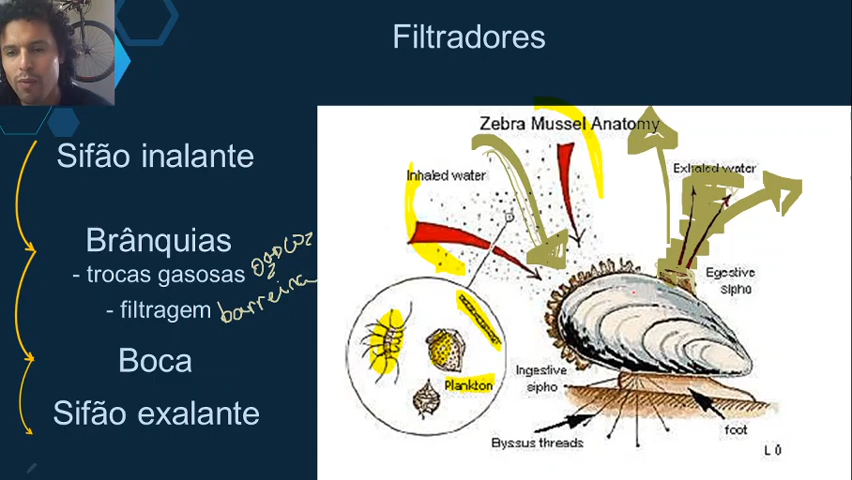 Filtradores
Sifão inalante
Brânquias
- trocas gasosas
- filtragem barreira
Boca
Sifão exalante
Zebra Mussel Anatomy
Inhaled water
Exhaled water
Egestive
sipho
Plankton
Ingestive
sipho
Byssus threads
foot
L 0